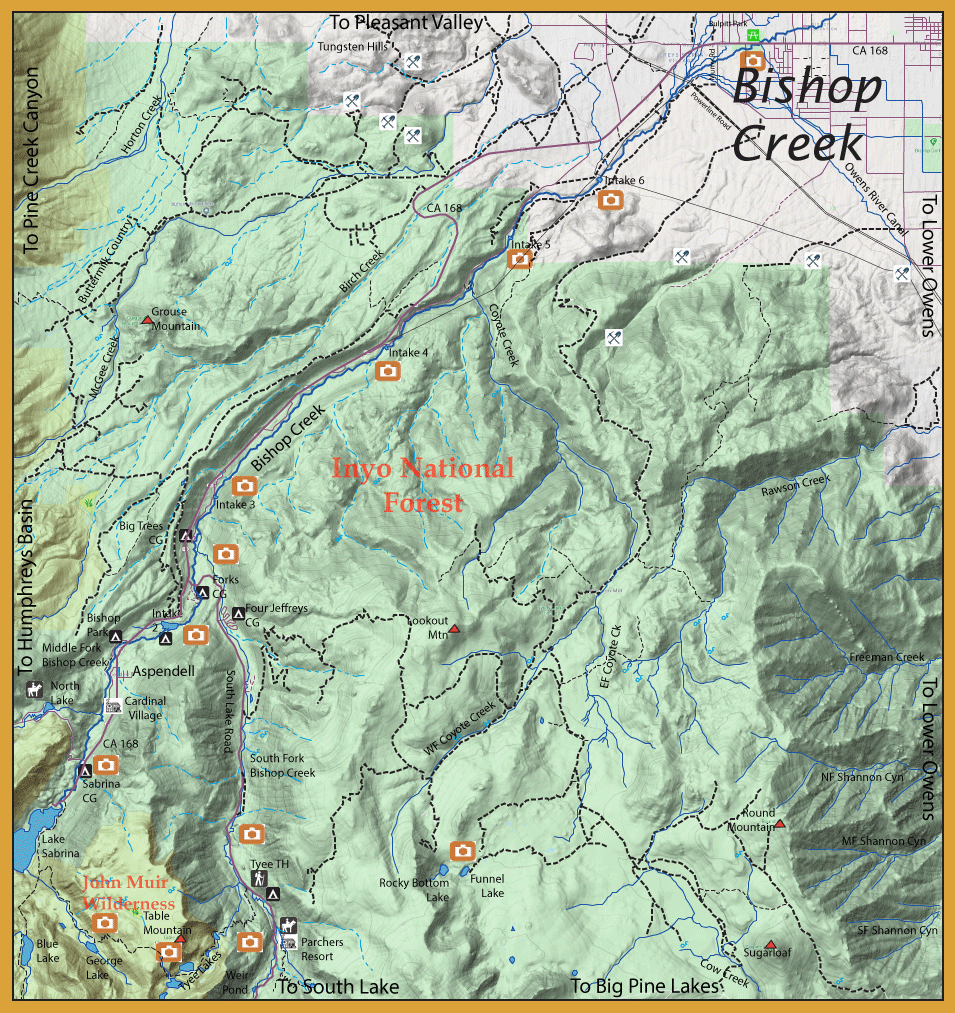 To Pleasant Valley
Tungsten Hills
Bulpitt Park
CA 168
Bishop
Creek
Powerline Road
Horton Creek
To Pine Creek Canyon
Owens River Canal
To Lower Owens
Intake 6
CA 168
Intake 5
Buttermilk Country
Birch Creek
Coyote Creek
Grouse
Mountain
McGee Creek
Intake 4
Bishop Creek
Inyo National
Forest
Rawson Creek
Intake 3
To Humphreys Basin
Big Trees
CG
Forks
CG
Four Jeffreys
CG
Intake
2
Bishop
Park
Middle Fork
Bishop Creek
Lookout
Mtn
Aspendell
EF Coyote Ck
Freeman Creek
To Lower Owens
North
Lake
Cardinal
Village
South Lake Road
WF Coyote Creek
CA 168
South Fork
Bishop Creek
NF Shannon Cyn
Sabrina
CG
Round
Mountain
Lake
Sabrina
MF Shannon Cyn
Tyee TH
Rocky Bottom
Lake
Funnel
Lake
John Muir
Wilderness
Table
Mountain
SF Shannon Cyn
Blue
Lake
George
Lake
Tyee Lakes
Parchers
Resort
Sugarloaf
Weir
Pond
Cow Creek
To South Lake
To Big Pine Lakes